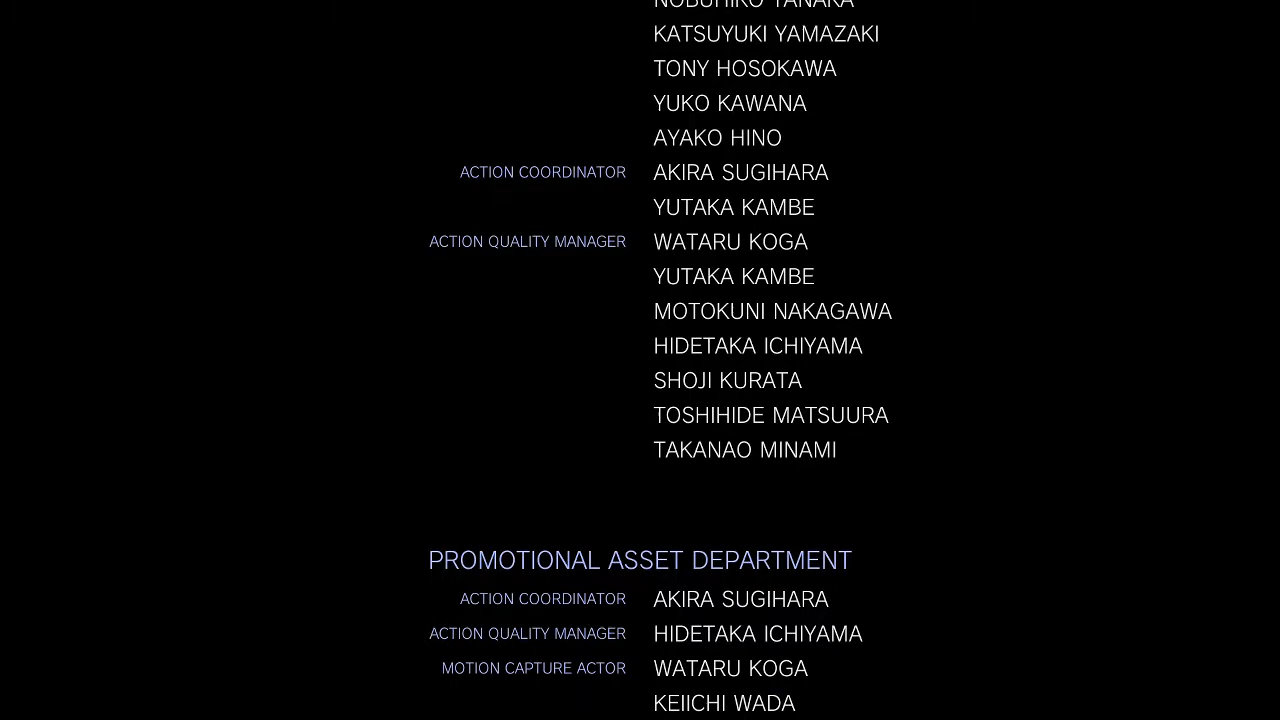 NOBUHIKO TANAKA
KATSUYUKI YAMAZAKI
TONY HOSOKAWA
YUKO KAWANA
AYAKO HINO
ACTION COORDINATOR AKIRA SUGIHARA
YUTAKA KAMBE
ACTION QUALITY MANAGER WATARU KOGA
YUTAKA KAMBE
MOTOKUNI NAKAGAWA
HIDETAKA ICHIYAMA
SHOJI KURATA
TOSHIHIDE MATSUURA
TAKANAO MINAMI
PROMOTIONAL ASSET DEPARTMENT
ACTION COORDINATOR AKIRA SUGIHARA
ACTION QUALITY MANAGER HIDETAKA ICHIYAMA
MOTION CAPTURE ACTOR WATARU KOGA
KEIICHI WADA